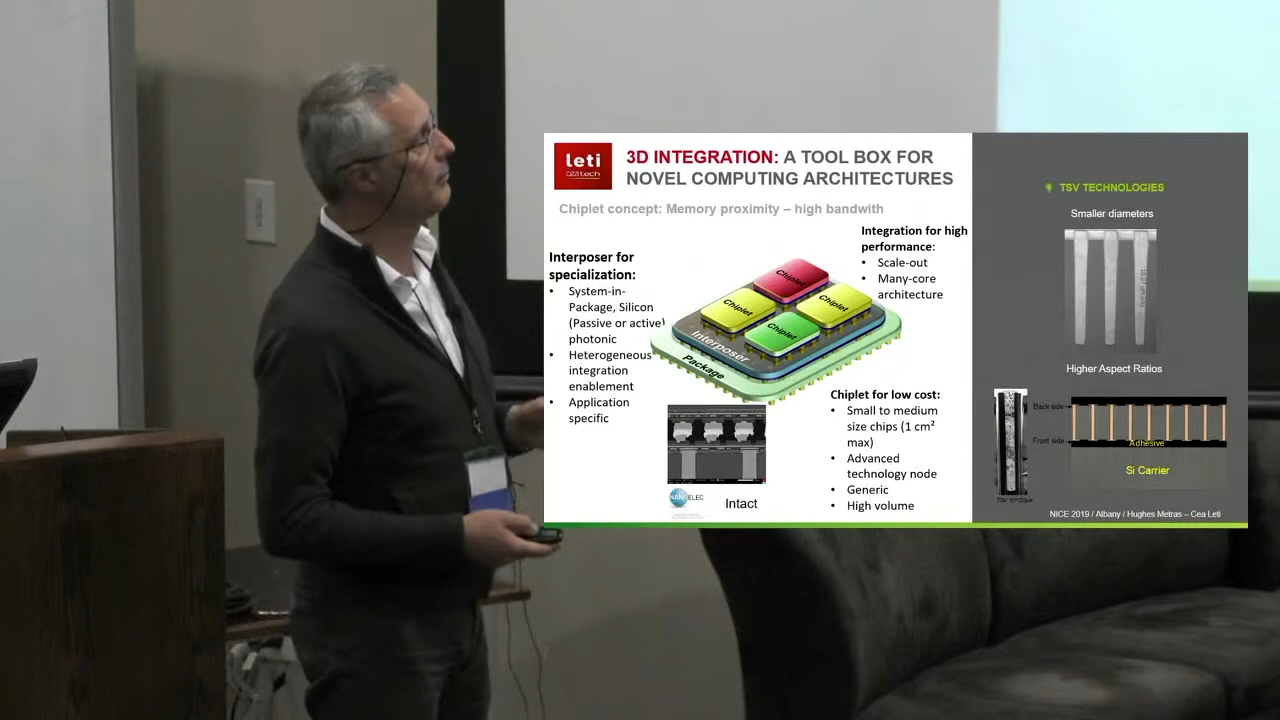 leti
ceatech
3D INTEGRATION: A TOOL BOX FOR
NOVEL COMPUTING ARCHITECTURES
Chiplet concept: Memory proximity – high bandwith
Interposer for
specialization:
• System-in-
Package, Silicon
(Passive or active)
photonic
• Heterogeneous
integration
enablement
• Application
specific
Integration for high
performance:
• Scale-out
• Many-core
architecture
Chiplet
Chiplet
Chiplet
Chiplet
Interposer
Package
Chiplet for low cost:
• Small to medium
size chips (1 cm² max)
• Advanced
technology node
• Generic
• High volume
NANOELEC
Intact
TSV TECHNOLOGIES
Smaller diameters
Higher Aspect Ratios
Back side
Front side
Adhesive
Si Carrier
NICE 2019 / Albany / Hughes Metras – Cea Leti